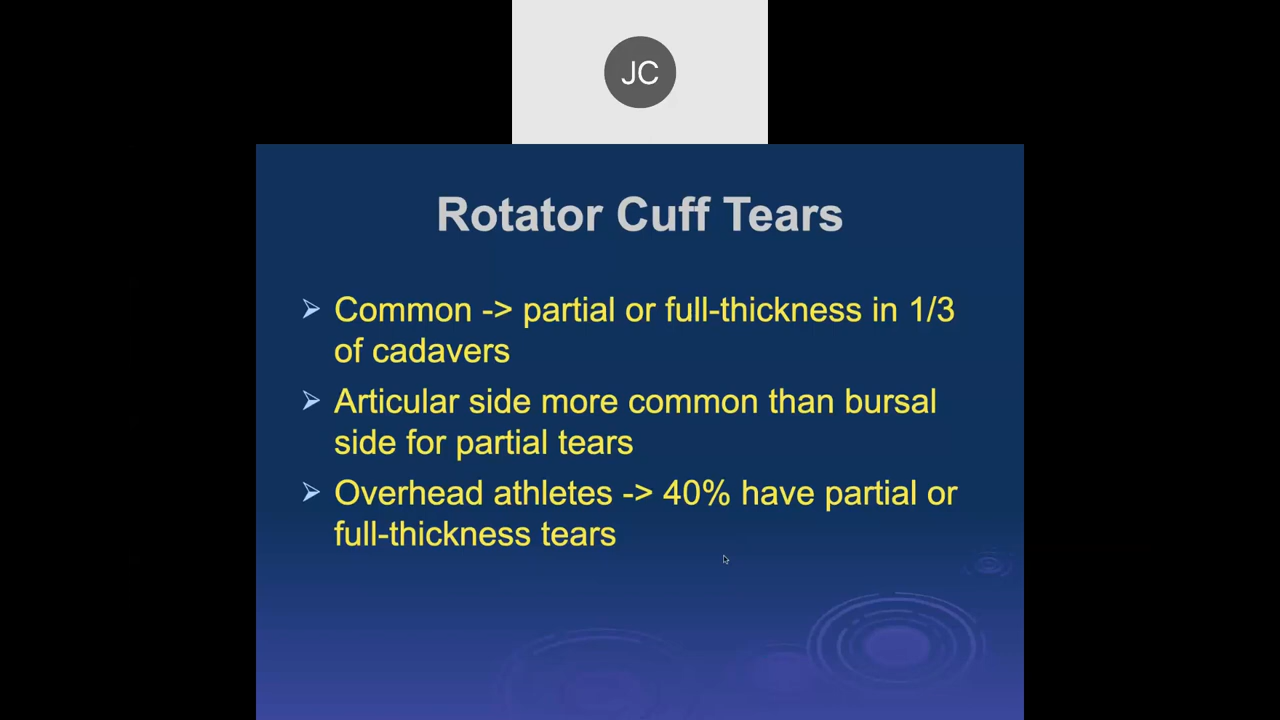 JC
Rotator Cuff Tears
Common -> partial or full-thickness in 1/3
of cadavers
Articular side more common than bursal
side for partial tears
Overhead athletes -> 40% have partial or
full-thickness tears